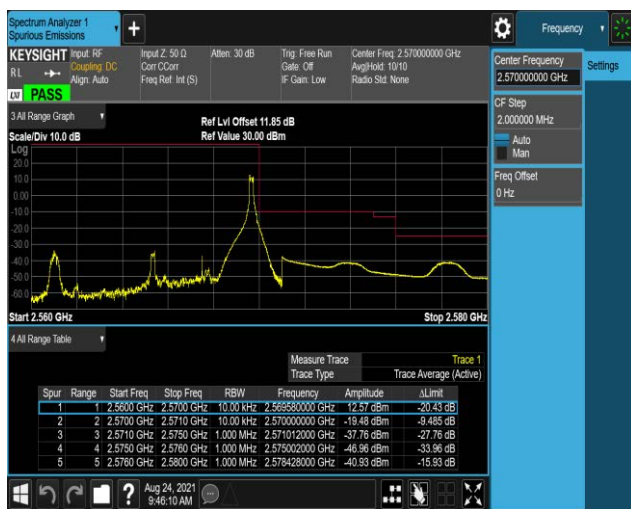 Spectrum Analyzer 1
Spurious Emissions
Frequency
KEYSIGHT
Input: RF
Coupling: DC
Align: Auto
Input Z: 50 Ω
Corr CCorr
Freq Ref: Int (S)
Atten: 30 dB
Trig: Free Run
Gate: Off
IF Gain: Low
Center Freq: 2.570000000 GHz
Avg|Hold: 10/10
Radio Std: None
RL
LXI
PASS
Center Frequency
2.570000000 GHz
Settings
CF Step
2.000000 MHz
Auto
Man
Freq Offset
0 Hz
3 All Range Graph
Ref Lvl Offset 11.85 dB
Scale/Div 10.0 dB
Ref Value 30.00 dBm
Log
20.0
10.0
0.00
-10.0
-20.0
-30.0
-40.0
-50.0
-60.0
Start 2.560 GHz
Stop 2.580 GHz
4 All Range Table
Measure Trace Trace 1
Trace Type Trace Average (Active)
Spur Range Start Freq Stop Freq RBW Frequency Amplitude ΔLimit
1 1 2.5600 GHz 2.5700 GHz 10.00 kHz 2.569580000 GHz 12.57 dBm -20.43 dB
2 2 2.5700 GHz 2.5710 GHz 10.00 kHz 2.570000000 GHz -19.48 dBm -9.485 dB
3 3 2.5710 GHz 2.5750 GHz 1.000 MHz 2.571012000 GHz -37.76 dBm -27.76 dB
4 4 2.5750 GHz 2.5760 GHz 1.000 MHz 2.575002000 GHz -46.96 dBm -33.96 dB
5 5 2.5760 GHz 2.5800 GHz 1.000 MHz 2.578428000 GHz -40.93 dBm -15.93 dB
?
Aug 24, 2021
9:46:10 AM